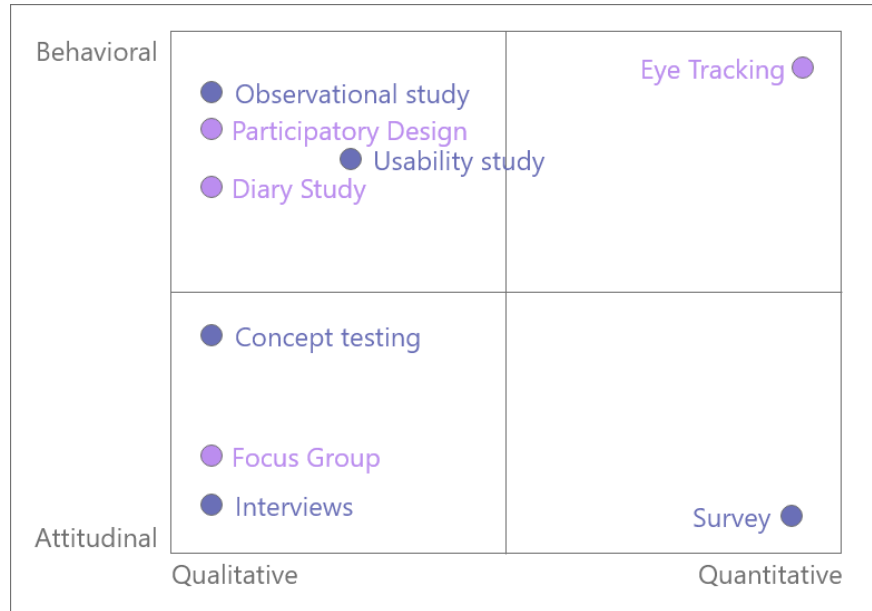 Behavioral
Eye Tracking
Observational study
Participatory Design
Usability study
Diary Study
Concept testing
Focus Group
Interviews
Survey
Attitudinal
Qualitative
Quantitative